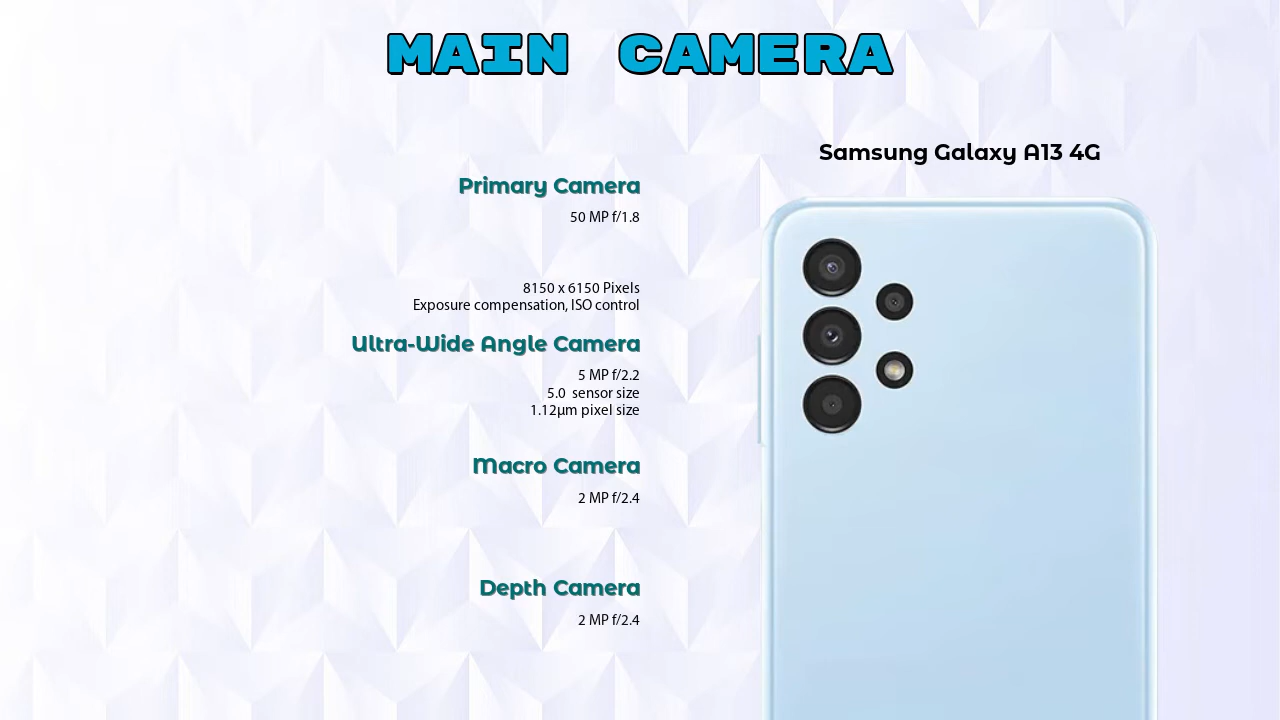 MAIN CAMERA
Samsung Galaxy A13 4G
Primary Camera
50 MP f/1.8
8150 x 6150 Pixels
Exposure compensation, ISO control
Ultra-Wide Angle Camera
5 MP f/2.2
5.0  sensor size
1.12µm pixel size
Macro Camera
2 MP f/2.4
Depth Camera
2 MP f/2.4